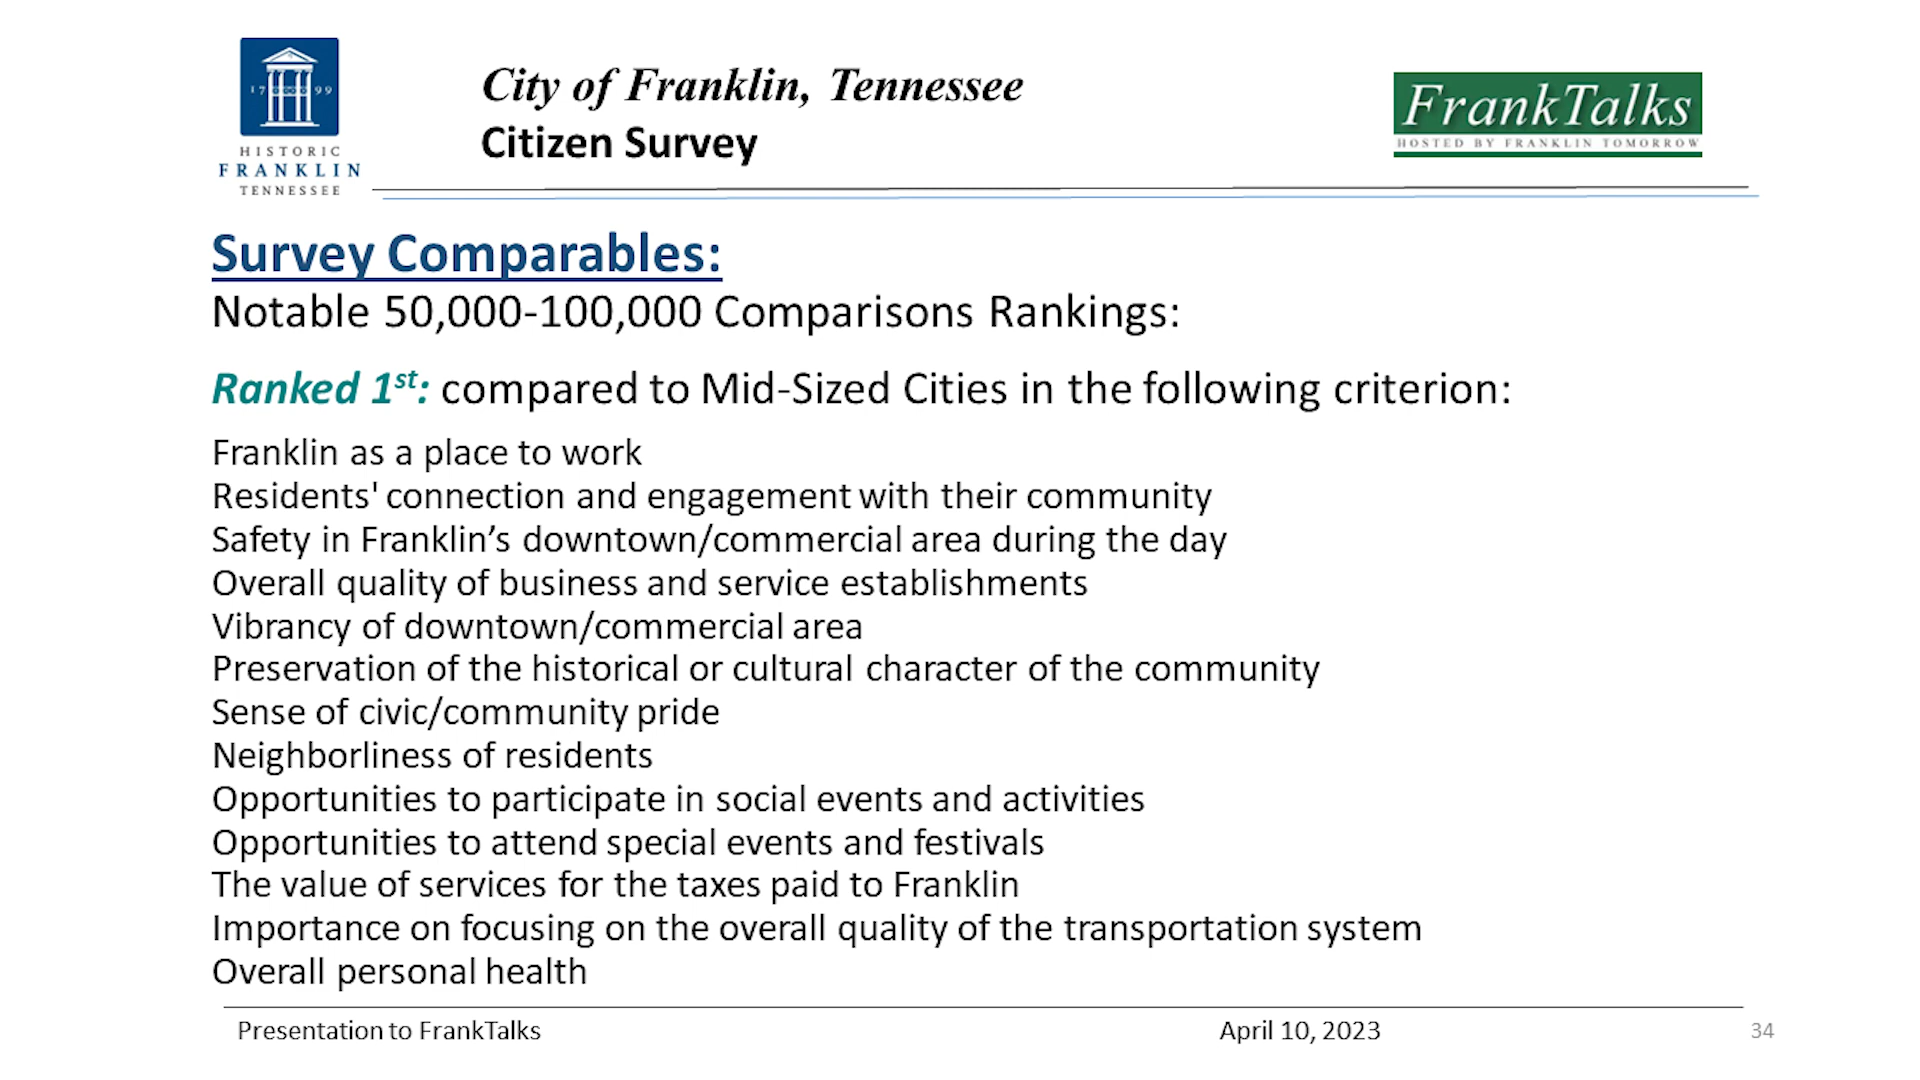 17 99
HISTORIC
FRANKLIN
TENNESSEE
City of Franklin, Tennessee
Citizen Survey
FrankTalks
HOSTED BY FRANKLIN TOMORROW
Survey Comparables:
Notable 50,000-100,000 Comparisons Rankings:
Ranked 1st: compared to Mid-Sized Cities in the following criterion:
Franklin as a place to work
Residents' connection and engagement with their community
Safety in Franklin’s downtown/commercial area during the day
Overall quality of business and service establishments
Vibrancy of downtown/commercial area
Preservation of the historical or cultural character of the community
Sense of civic/community pride
Neighborliness of residents
Opportunities to participate in social events and activities
Opportunities to attend special events and festivals
The value of services for the taxes paid to Franklin
Importance on focusing on the overall quality of the transportation system
Overall personal health
Presentation to FrankTalks April 10, 2023 34